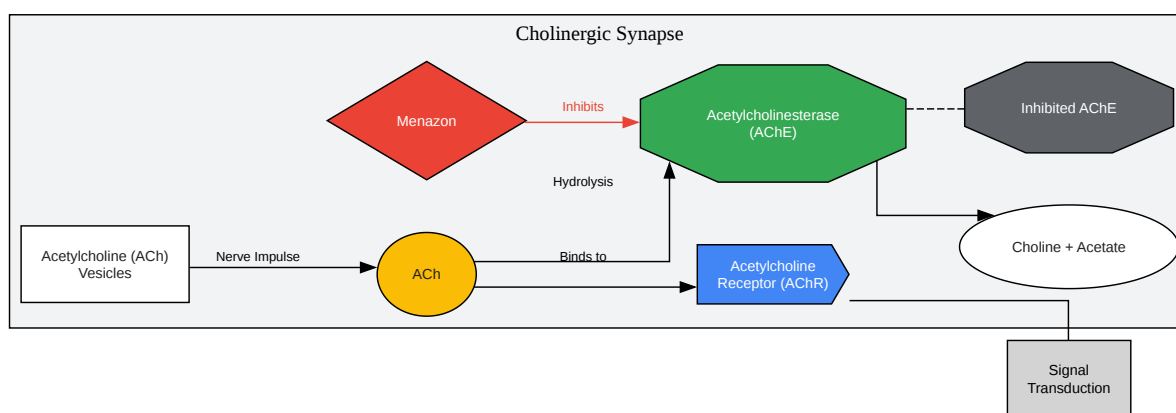 Cholinergic Synapse
Menazon
Inhibits
Acetylcholinesterase
(AChE)
Inhibited AChE
Hydrolysis
Acetylcholine (ACh)
Vesicles
Nerve Impulse
ACh
Binds to
Acetylcholine
Receptor (AChR)
Choline + Acetate
Signal
Transduction